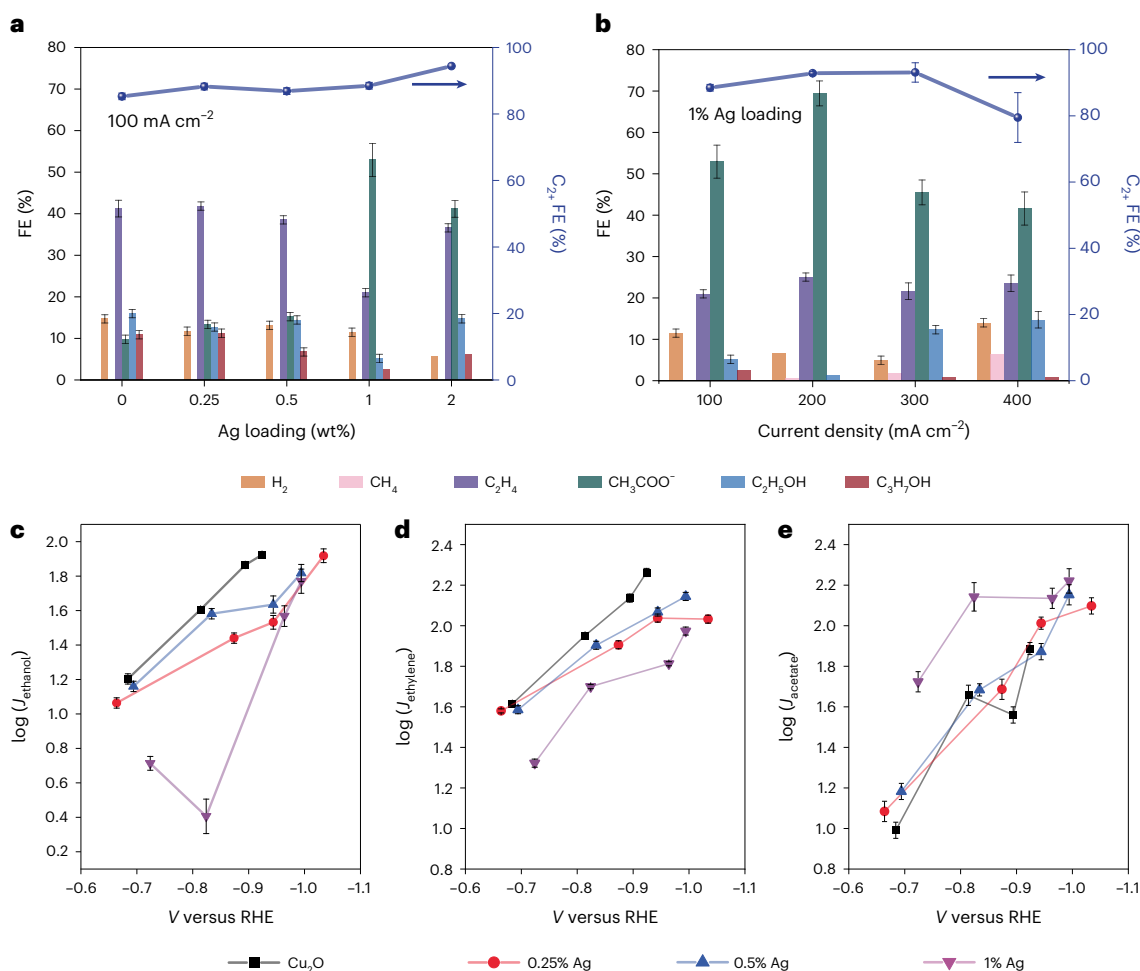 a
80
70
60
50
40
30
20
10
0
FE (%)
100 mA cm⁻²
100
80
60
40
20
0
C₂₊ FE (%)
0 0.25 0.5 1 2
Ag loading (wt%)
b
80
70
60
50
40
30
20
10
0
FE (%)
1% Ag loading
100
80
60
40
20
0
C₂₊ FE (%)
100 200 300 400
Current density (mA cm⁻²)
H₂ CH₄ C₂H₄ CH₃COO⁻ C₂H₅OH C₃H₇OH
c
2.0
1.8
1.6
1.4
1.2
1.0
0.8
0.6
0.4
0.2
log (Jethanol)
−0.6 −0.7 −0.8 −0.9 −1.0 −1.1
V versus RHE
d
2.4
2.2
2.0
1.8
1.6
1.4
1.2
1.0
0.8
log (Jethylene)
−0.6 −0.7 −0.8 −0.9 −1.0 −1.1
V versus RHE
e
2.4
2.2
2.0
1.8
1.6
1.4
1.2
1.0
0.8
log (Jacetate)
−0.6 −0.7 −0.8 −0.9 −1.0 −1.1
V versus RHE
Cu₂O 0.25% Ag 0.5% Ag 1% Ag